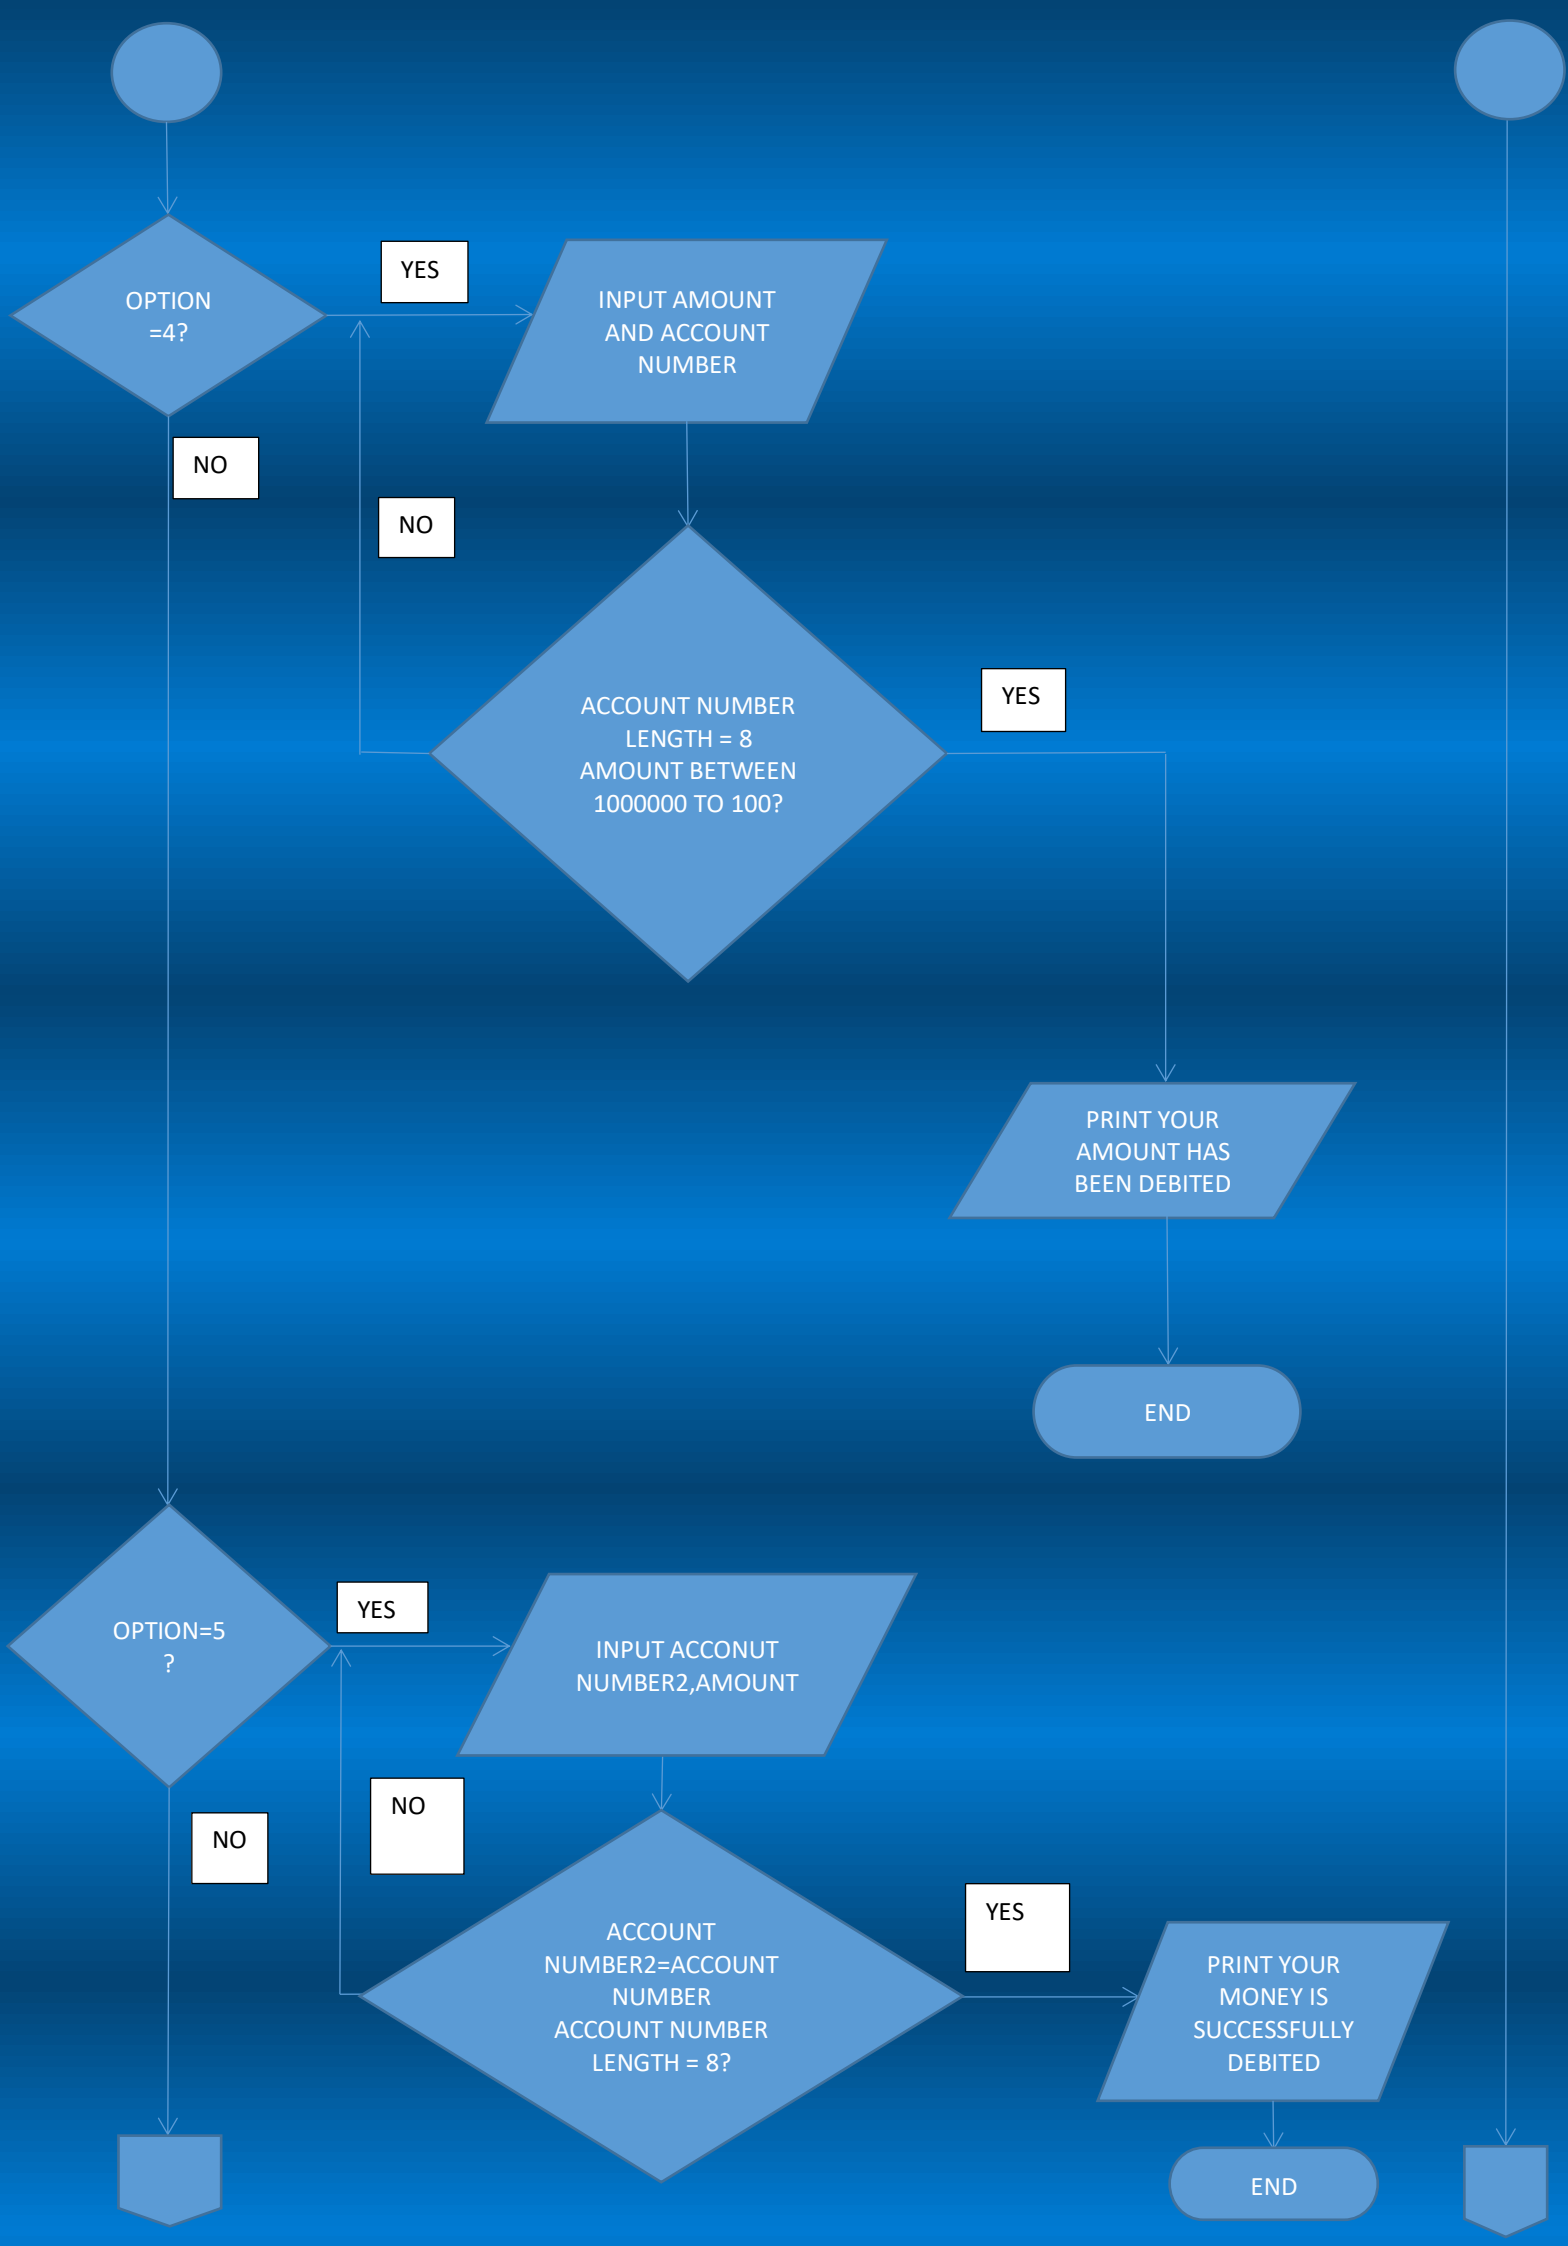 OPTION
=4?
YES
INPUT AMOUNT
AND ACCOUNT
NUMBER
NO
NO
ACCOUNT NUMBER
LENGTH = 8
AMOUNT BETWEEN
1000000 TO 100?
YES
PRINT YOUR
AMOUNT HAS
BEEN DEBITED
END
OPTION=5
?
YES
INPUT ACCONUT
NUMBER2,AMOUNT
NO
NO
ACCOUNT
NUMBER2=ACCOUNT
NUMBER
ACCOUNT NUMBER
LENGTH = 8?
YES
PRINT YOUR
MONEY IS
SUCCESSFULLY
DEBITED
END